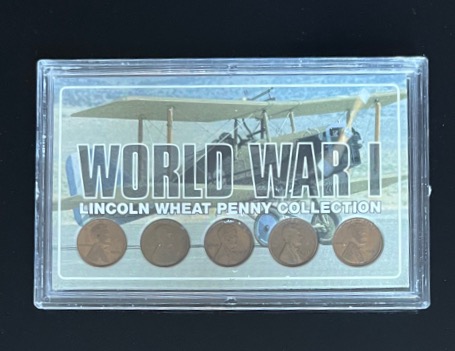 WORLD WAR I
LINCOLN WHEAT PENNY COLLECTION